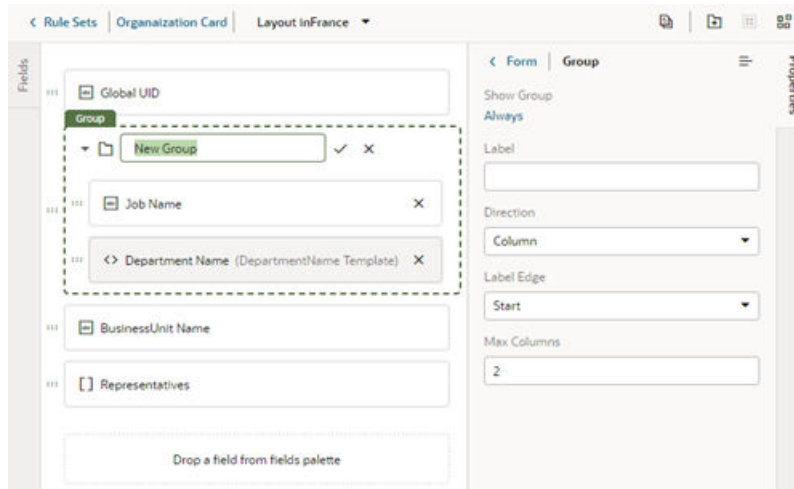 Rule Sets Organaization Card Layout inFrance
Fields
Global UID
Group
New Group
Job Name
Department Name (DepartmentName Template)
BusinessUnit Name
Representatives
Drop a field from fields palette
Form Group
Show Group
Always
Label
Direction
Column
Label Edge
Start
Max Columns
2
Properties